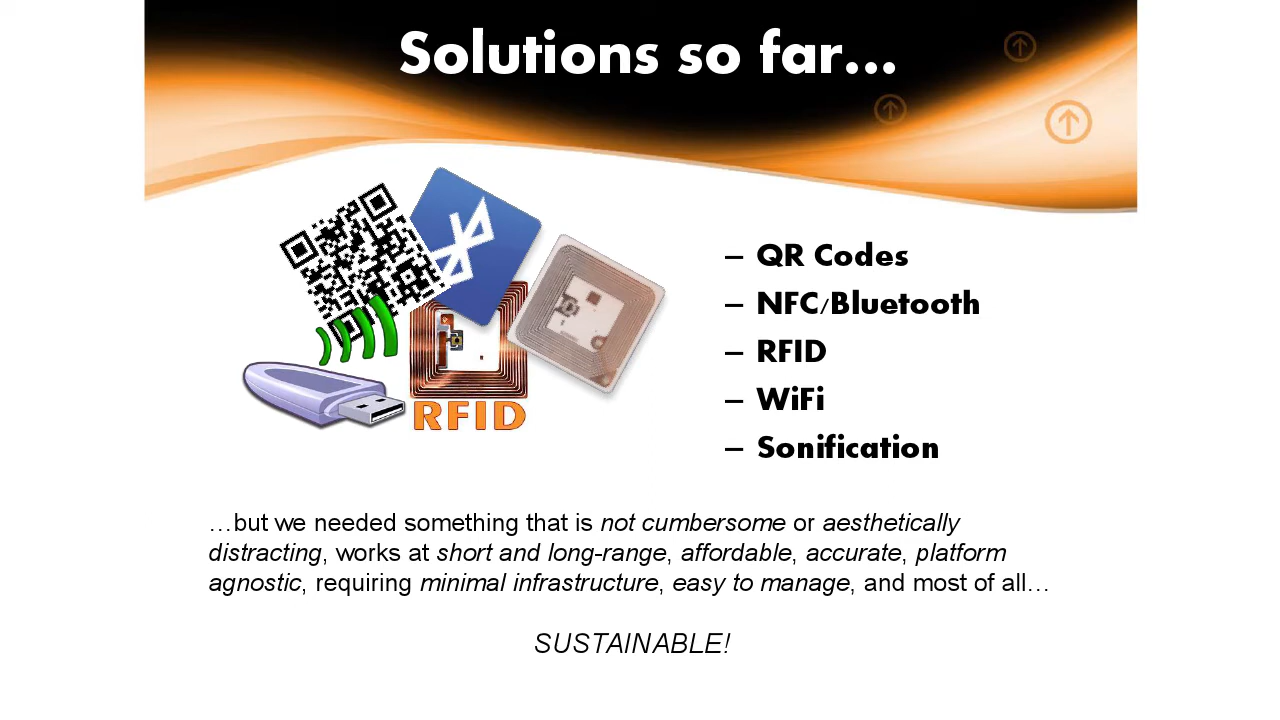 Solutions so far...
– QR Codes
– NFC/Bluetooth
– RFID
– WiFi
– Sonification
RFID
…but we needed something that is not cumbersome or aesthetically
distracting, works at short and long-range, affordable, accurate, platform
agnostic, requiring minimal infrastructure, easy to manage, and most of all…
SUSTAINABLE!